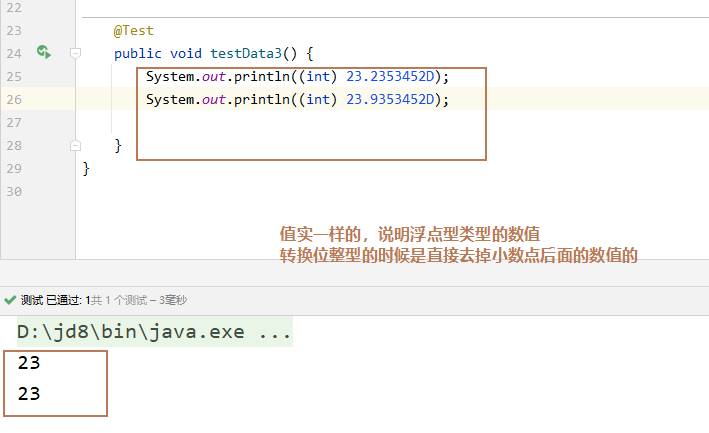 22
23 @Test
24 public void testData3() {
25 System.out.println((int) 23.2353452D);
26 System.out.println((int) 23.9353452D);
27
28 }
29 }
30
值实一样的，说明浮点型类型的数值
转换位整型的时候是直接去掉小数点后面的数值的
测试 已通过: 1共 1 个测试 – 3毫秒
D:\jd8\bin\java.exe ...
23
23